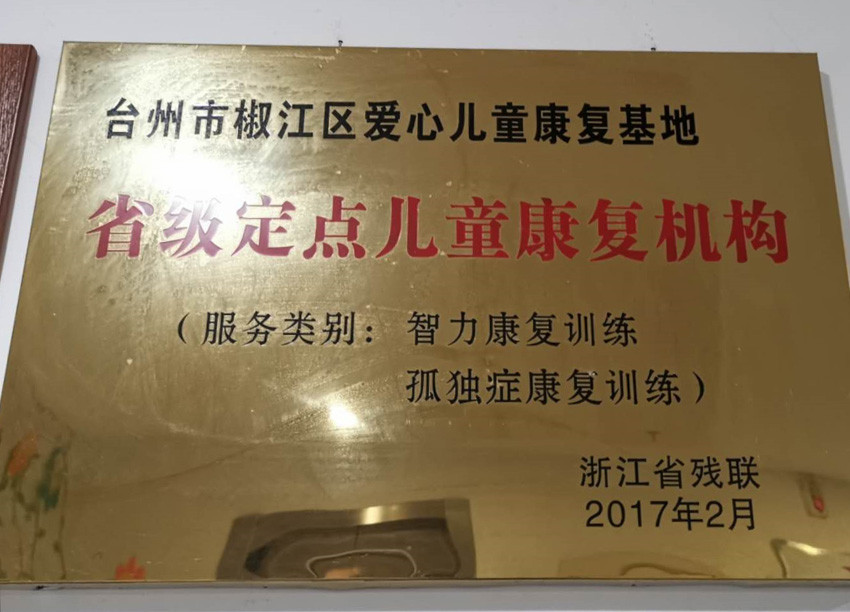 台州市椒江区爱心儿童康复基地
省级定点儿童康复机构
（服务类别：智力康复训练
孤独症康复训练）
浙江省残联
2017年2月